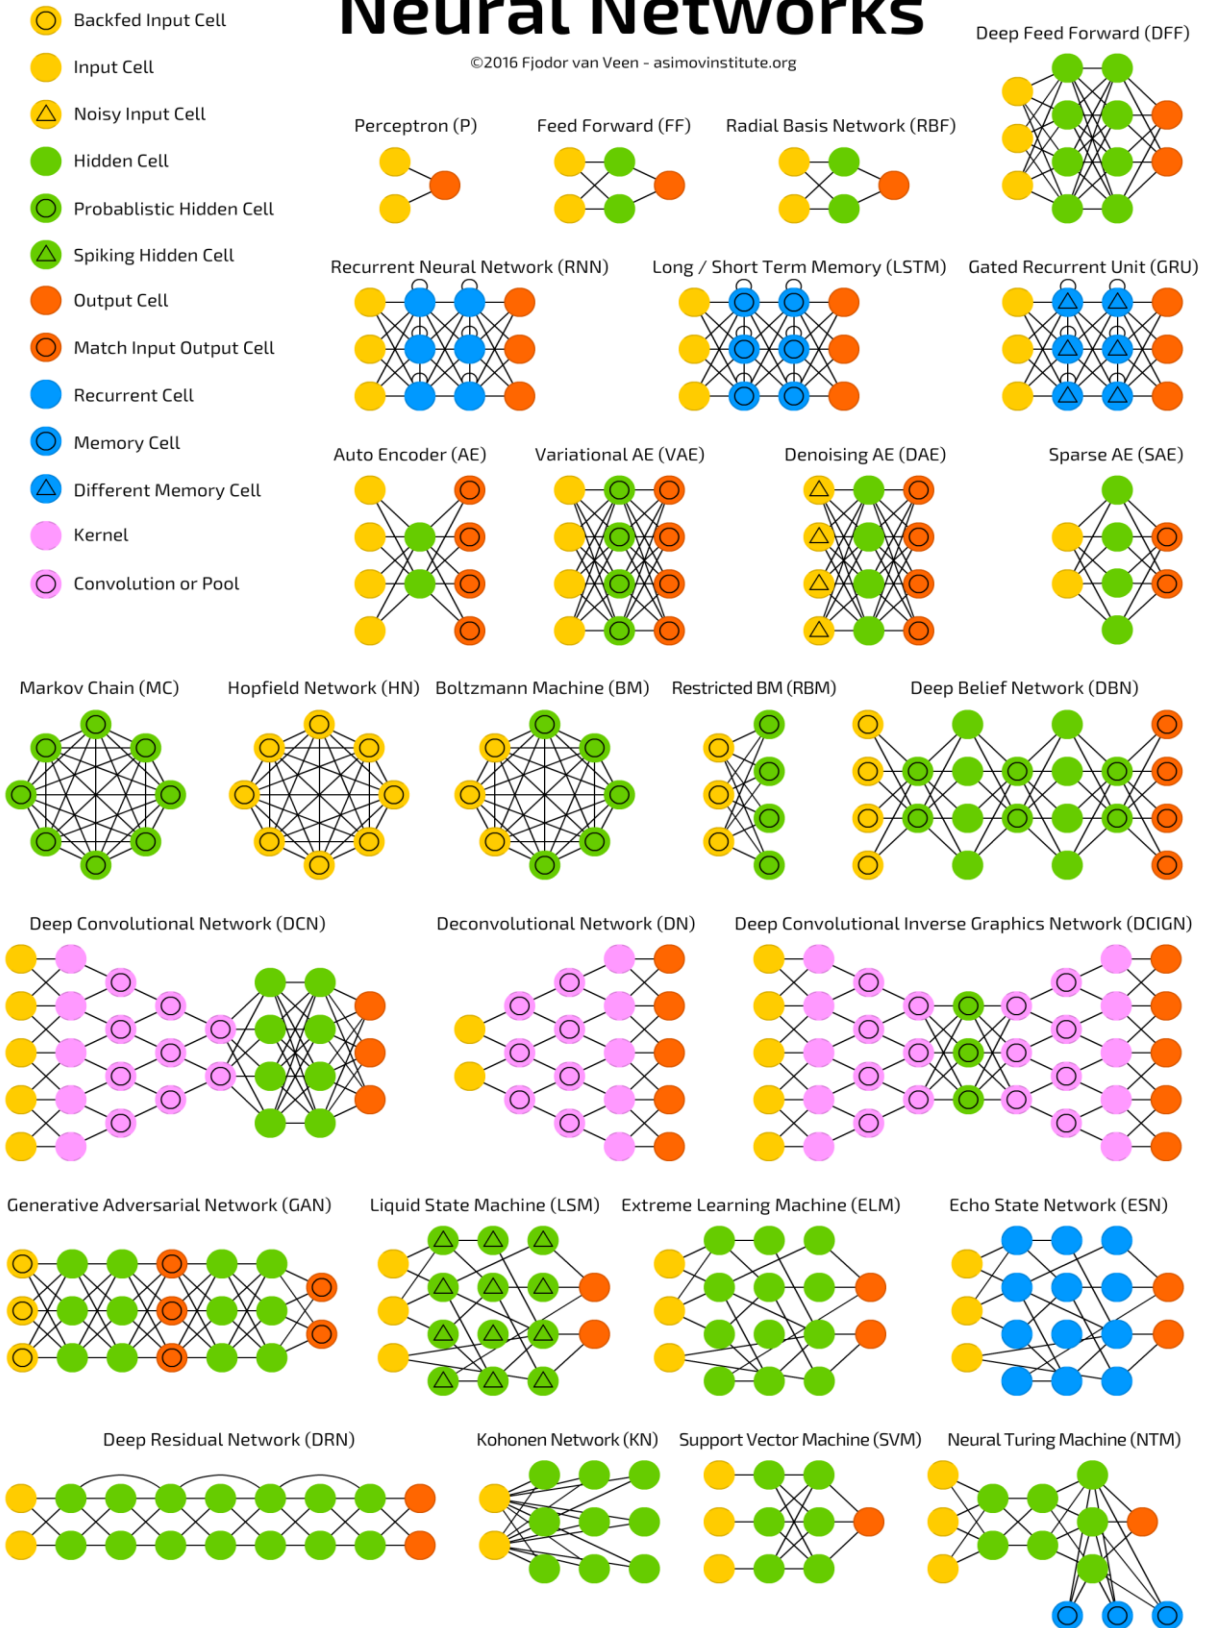 Neural Networks
©2016 Fjodor van Veen - asimovinstitute.org
Backfed Input Cell
Input Cell
Noisy Input Cell
Hidden Cell
Probablistic Hidden Cell
Spiking Hidden Cell
Output Cell
Match Input Output Cell
Recurrent Cell
Memory Cell
Different Memory Cell
Kernel
Convolution or Pool
Deep Feed Forward (DFF)
Perceptron (P)
Feed Forward (FF)
Radial Basis Network (RBF)
Recurrent Neural Network (RNN)
Long / Short Term Memory (LSTM)
Gated Recurrent Unit (GRU)
Auto Encoder (AE)
Variational AE (VAE)
Denoising AE (DAE)
Sparse AE (SAE)
Markov Chain (MC)
Hopfield Network (HN)
Boltzmann Machine (BM)
Restricted BM (RBM)
Deep Belief Network (DBN)
Deep Convolutional Network (DCN)
Deconvolutional Network (DN)
Deep Convolutional Inverse Graphics Network (DCIGN)
Generative Adversarial Network (GAN)
Liquid State Machine (LSM)
Extreme Learning Machine (ELM)
Echo State Network (ESN)
Deep Residual Network (DRN)
Kohonen Network (KN)
Support Vector Machine (SVM)
Neural Turing Machine (NTM)